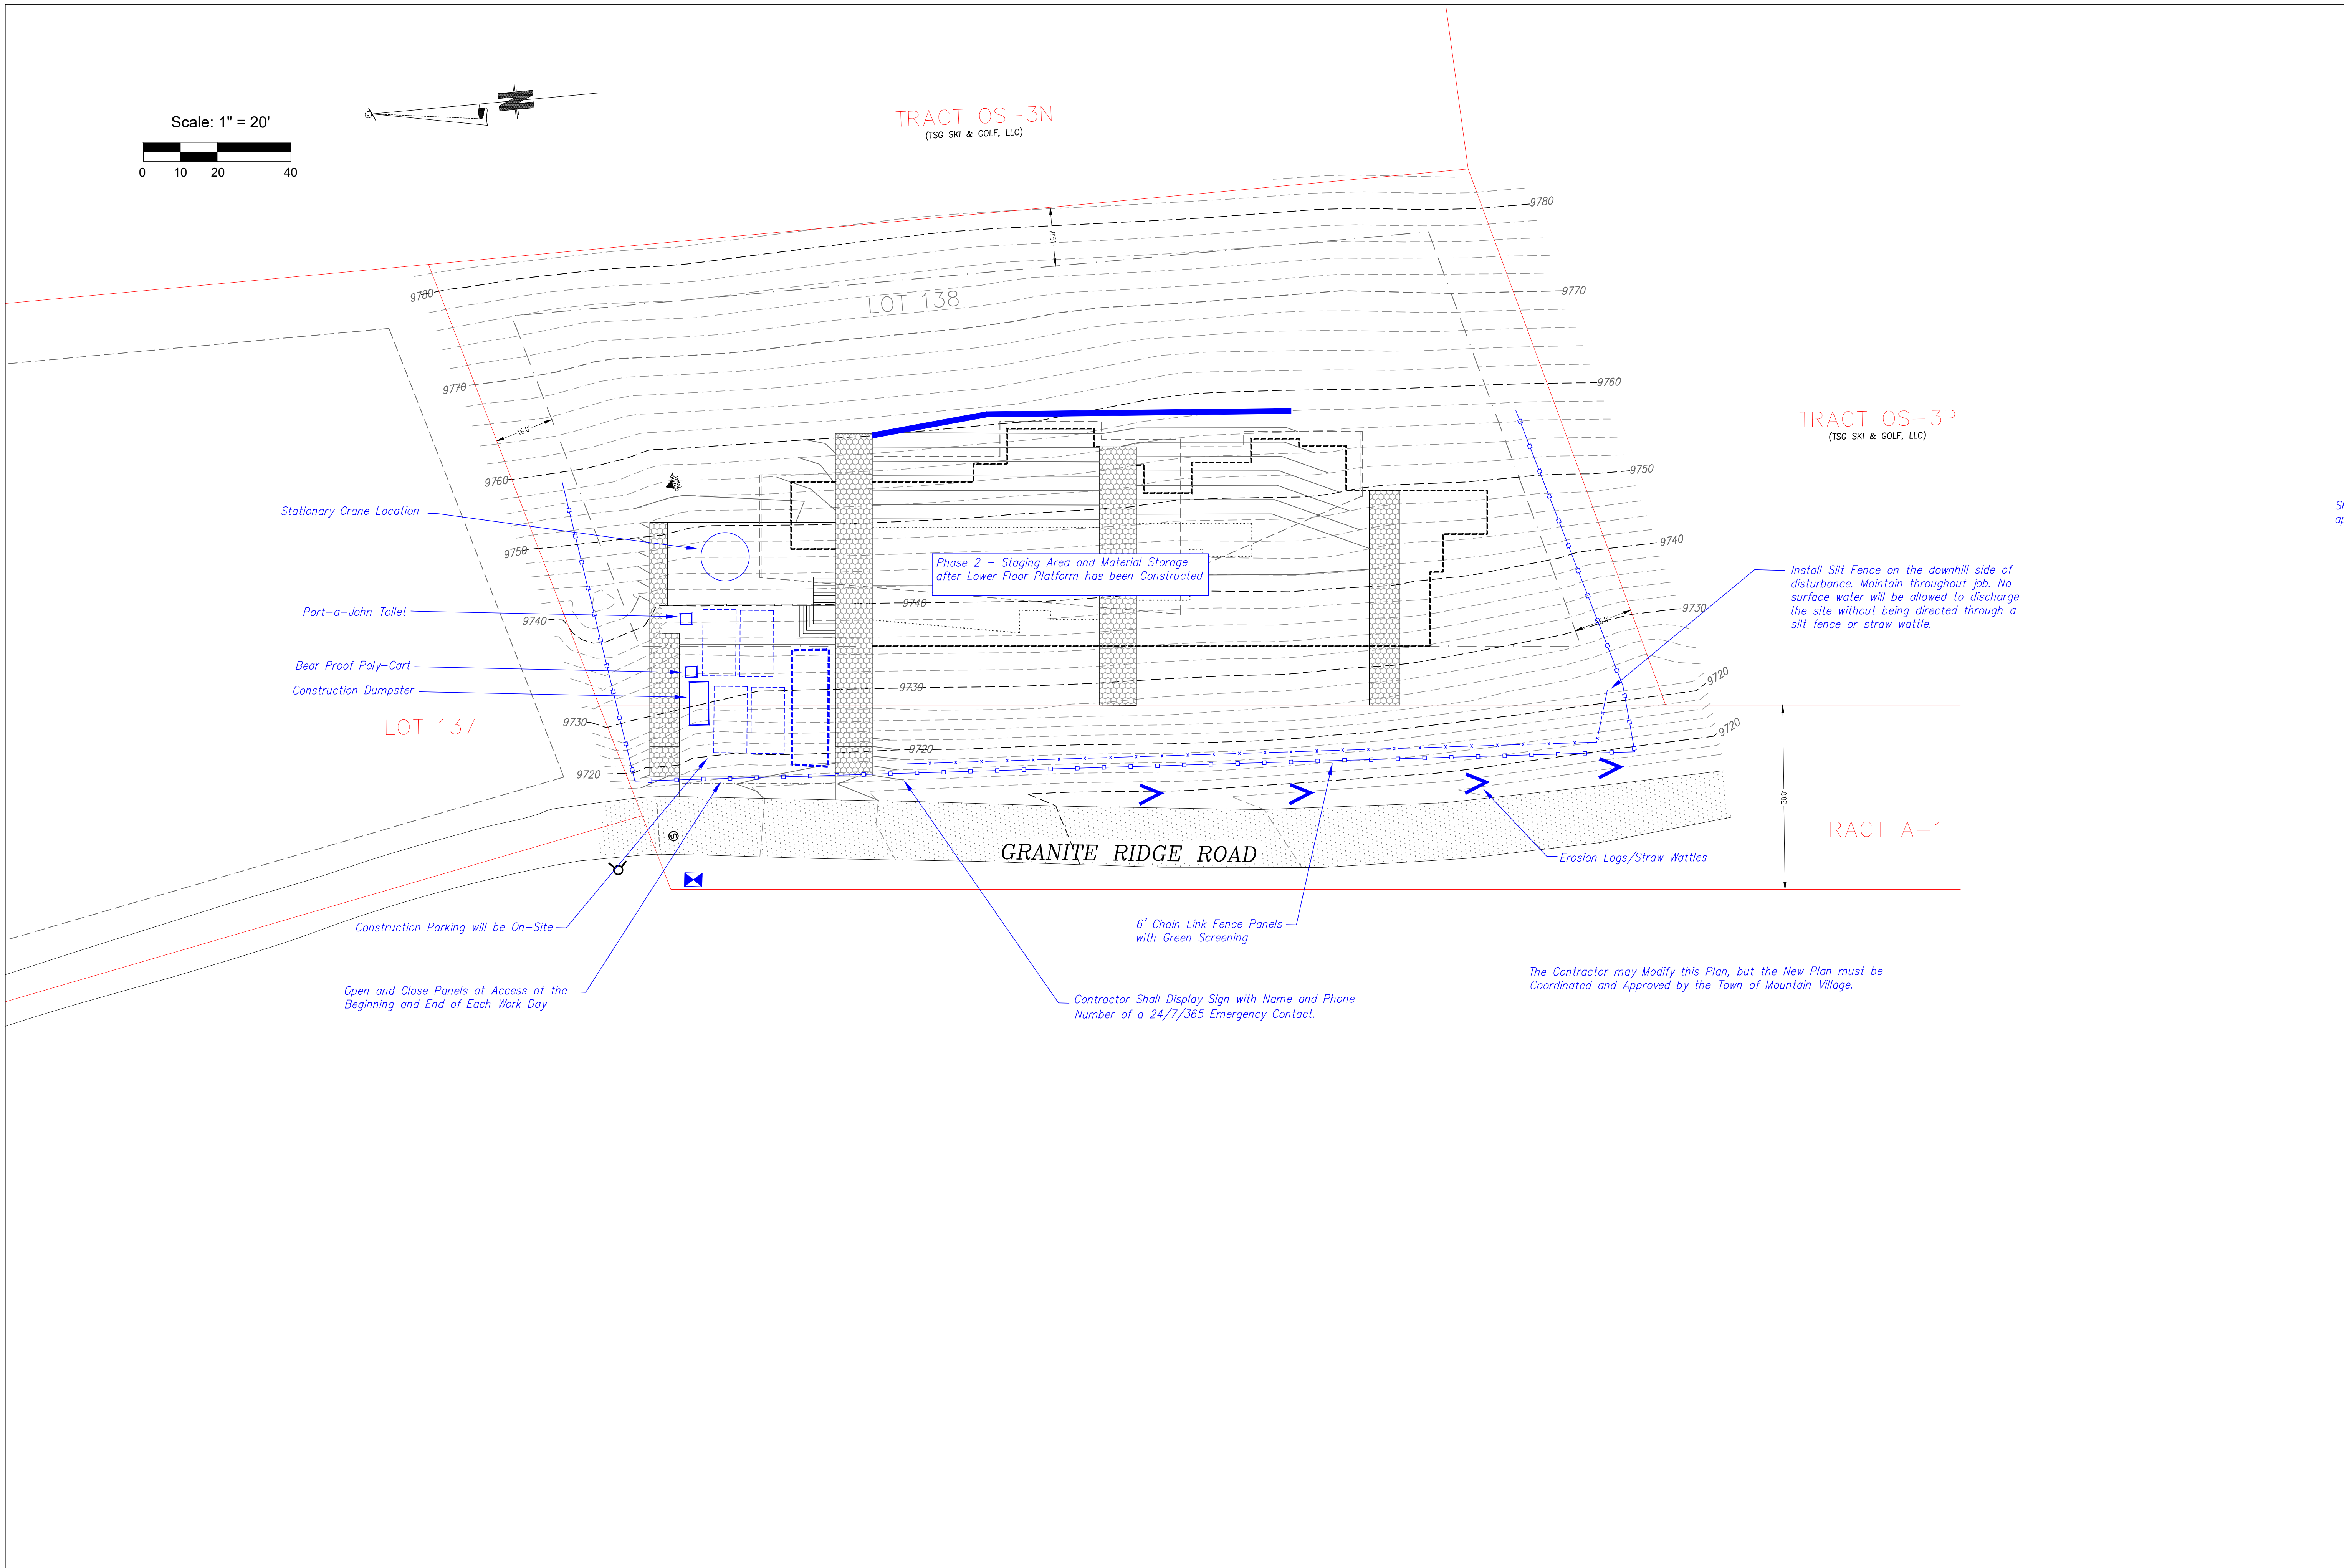 Scale: 1" = 20'
0 10 20 40
N
TRACT OS-3N
(TSG SKI & GOLF, LLC)
9780
16.0'
9780
LOT 138
9770
9770
9760
TRACT OS-3P
(TSG SKI & GOLF, LLC)
16.0'
9750
9760
Stationary Crane Location
9740
9750
Phase 2 - Staging Area and Material Storage
after Lower Floor Platform has been Constructed
Install Silt Fence on the downhill side of
disturbance. Maintain throughout job. No
surface water will be allowed to discharge
the site without being directed through a
silt fence or straw wattle.
9740
9730
Port-a-John Toilet
9740
Bear Proof Poly-Cart
9720
Construction Dumpster
9730
LOT 137
9730
9720
9720
9720
50.0'
TRACT A-1
S
GRANITE RIDGE ROAD
Erosion Logs/Straw Wattles
Construction Parking will be On-Site
6' Chain Link Fence Panels
with Green Screening
Open and Close Panels at Access at the
Beginning and End of Each Work Day
Contractor Shall Display Sign with Name and Phone
Number of a 24/7/365 Emergency Contact.
The Contractor may Modify this Plan, but the New Plan must be
Coordinated and Approved by the Town of Mountain Village.